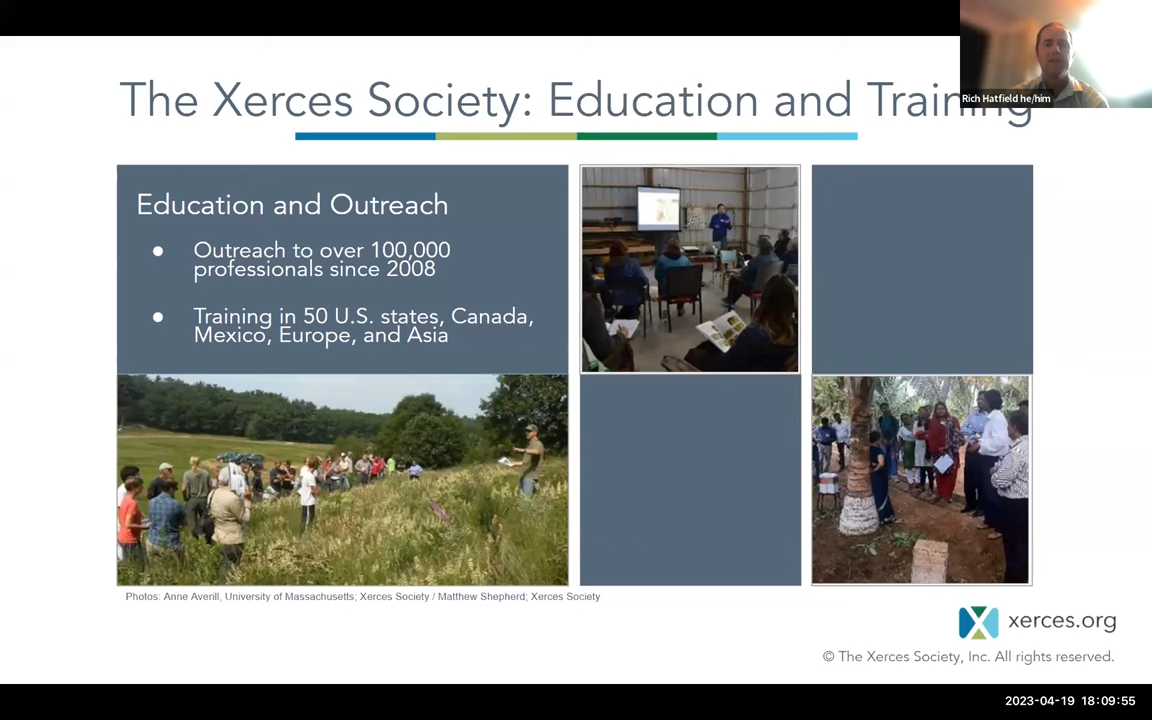 The Xerces Society: Education and Training
Rich Hatfield he/him
Education and Outreach
● Outreach to over 100,000
professionals since 2008
● Training in 50 U.S. states, Canada,
Mexico, Europe, and Asia
Photos: Anne Averill, University of Massachusetts; Xerces Society / Matthew Shepherd; Xerces Society
xerces.org
© The Xerces Society, Inc. All rights reserved.
2023-04-19 18:09:55